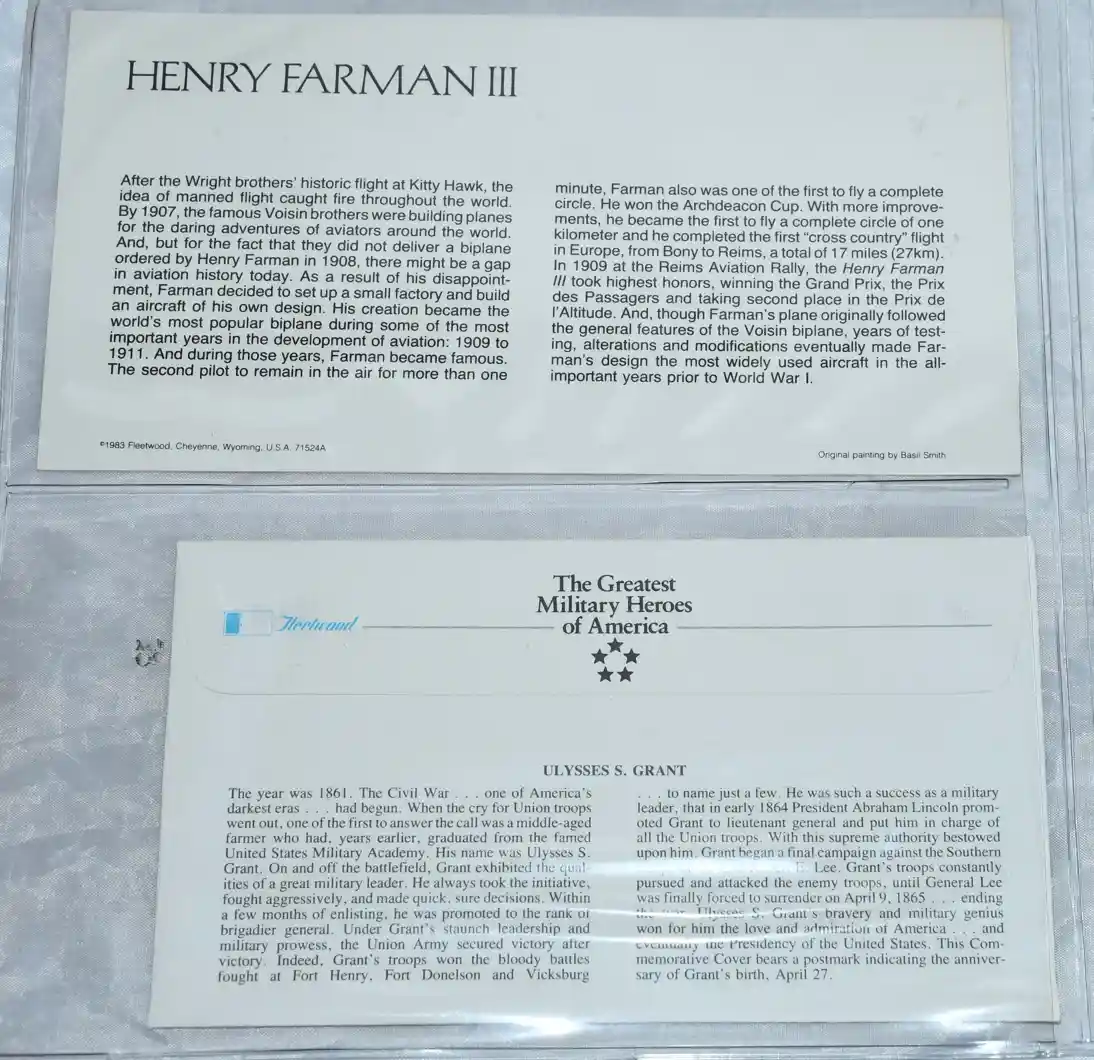 HENRY FARMAN III
After the Wright brothers' historic flight at Kitty Hawk, the
idea of manned flight caught fire throughout the world.
By 1907, the famous Voisin brothers were building planes
for the daring adventures of aviators around the world.
And, but for the fact that they did not deliver a biplane
ordered by Henry Farman in 1908, there might be a gap
in aviation history today. As a result of his disappoint-
ment, Farman decided to set up a small factory and build
an aircraft of his own design. His creation became the
world's most popular biplane during some of the most
important years in the development of aviation: 1909 to
1911. And during those years, Farman became famous.
The second pilot to remain in the air for more than one
minute, Farman also was one of the first to fly a complete
circle. He won the Archdeacon Cup. With more improve-
ments, he became the first to fly a complete circle of one
kilometer and he completed the first “cross country” flight
in Europe, from Bony to Reims, a total of 17 miles (27km).
In 1909 at the Reims Aviation Rally, the Henry Farman
III took highest honors, winning the Grand Prix, the Prix
des Passagers and taking second place in the Prix de
l'Altitude. And, though Farman's plane originally followed
the general features of the Voisin biplane, years of test-
ing, alterations and modifications eventually made Far-
man's design the most widely used aircraft in the all-
important years prior to World War I.
©1983 Fleetwood, Cheyenne, Wyoming, U.S.A. 71524A
Original painting by Basil Smith
Fleetwood
The Greatest
Military Heroes
of America
ULYSSES S. GRANT
The year was 1861. The Civil War . . . one of America's
darkest eras . . . had begun. When the cry for Union troops
went out, one of the first to answer the call was a middle-aged
farmer who had, years earlier, graduated from the famed
United States Military Academy. His name was Ulysses S.
Grant. On and off the battlefield, Grant exhibited the qual-
ities of a great military leader. He always took the initiative,
fought aggressively, and made quick, sure decisions. Within
a few months of enlisting, he was promoted to the rank of
brigadier general. Under Grant's staunch leadership and
military prowess, the Union Army secured victory after
victory. Indeed, Grant's troops won the bloody battles
fought at Fort Henry, Fort Donelson and Vicksburg
. . . to name just a few. He was such a success as a military
leader, that in early 1864 President Abraham Lincoln prom-
oted Grant to lieutenant general and put him in charge of
all the Union troops. With this supreme authority bestowed
upon him, Grant began a final campaign against the Southern
E. Lee. Grant's troops constantly
pursued and attacked the enemy troops, until General Lee
was finally forced to surrender on April 9, 1865 . . . ending
the war. Ulysses S. Grant's bravery and military genius
won for him the love and admiration of America . . . and
eventually the Presidency of the United States. This Com-
memorative Cover bears a postmark indicating the anniver-
sary of Grant's birth, April 27.